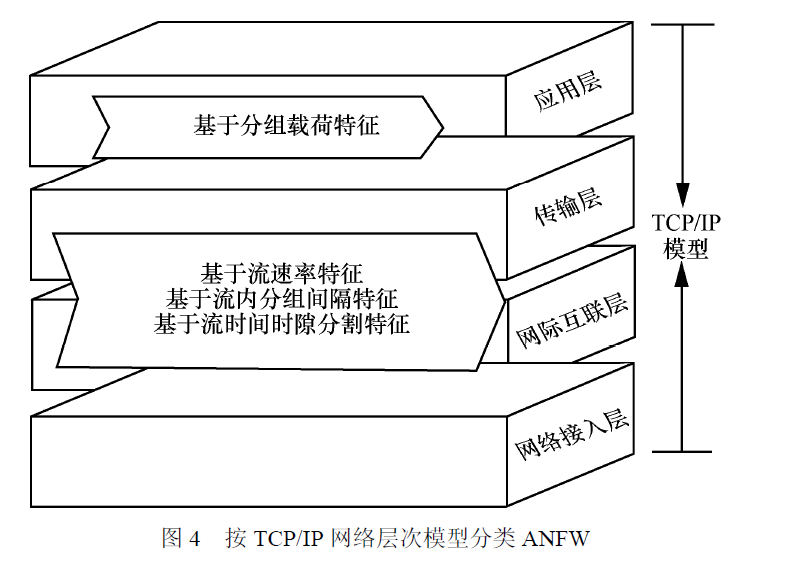 应用层
基于分组载荷特征
传输层
TCP/IP
模型
基于流速率特征
基于流内分组间隔特征
基于流时间时隙分割特征
网际互联层
网络接入层
图 4 按 TCP/IP 网络层次模型分类 ANFW